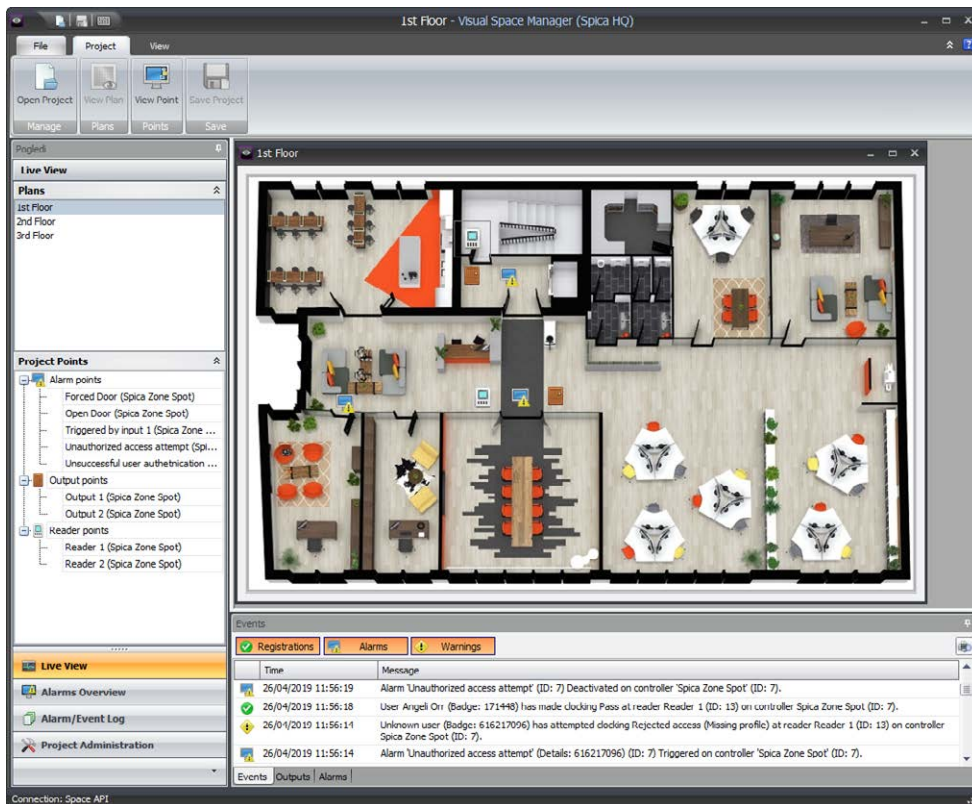 1st Floor - Visual Space Manager (Spica HQ)
File Project View
Open Project View Plan View Point Save Project
Manage Plans Points Save
Pogledi
Live View
Plans
1st Floor
2nd Floor
3rd Floor
Project Points
Alarm points
Forced Door (Spica Zone Spot)
Open Door (Spica Zone Spot)
Triggered by input 1 (Spica Zone ...
Unauthorized access attempt (Spi...
Unsuccessful user authetnication ...
Output points
Output 1 (Spica Zone Spot)
Output 2 (Spica Zone Spot)
Reader points
Reader 1 (Spica Zone Spot)
Reader 2 (Spica Zone Spot)
Live View
Alarms Overview
Alarm/Event Log
Project Administration
1st Floor
Events
Registrations Alarms Warnings
Time Message
26/04/2019 11:56:19 Alarm 'Unauthorized access attempt' (ID: 7) Deactivated on controller 'Spica Zone Spot' (ID: 7).
26/04/2019 11:56:18 User Angeli Orr (Badge: 171448) has made clocking Pass at reader Reader 1 (ID: 13) on controller Spica Zone Spot (ID: 7).
26/04/2019 11:56:14 Unknown user (Badge: 616217096) has attempted clocking Rejected access (Missing profile) at reader Reader 1 (ID: 13) on controller
Spica Zone Spot (ID: 7).
26/04/2019 11:56:14 Alarm 'Unauthorized access attempt' (Details: 616217096) (ID: 7) Triggered on controller 'Spica Zone Spot' (ID: 7).
Events Outputs Alarms
Connection: Space API